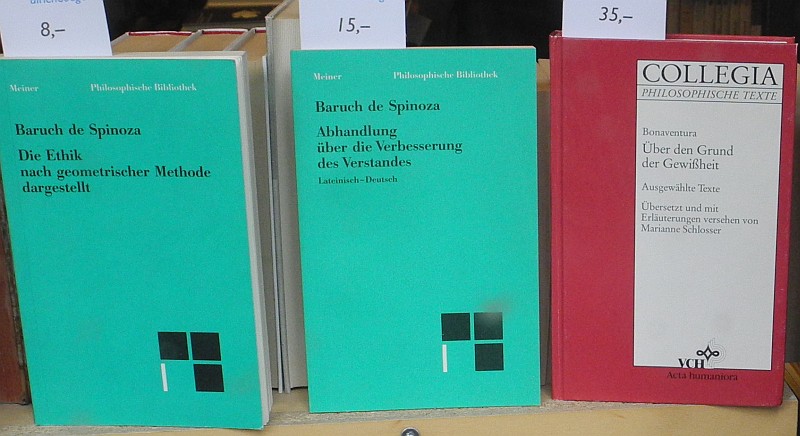 8,–
Meiner Philosophische Bibliothek
Baruch de Spinoza
Die Ethik
nach geometrischer Methode
dargestellt
15,–
Meiner Philosophische Bibliothek
Baruch de Spinoza
Abhandlung
über die Verbesserung
des Verstandes
Lateinisch–Deutsch
35,–
COLLEGIA
PHILOSOPHISCHE TEXTE
Bonaventura
Über den Grund
der Gewißheit
Ausgewählte Texte
Übersetzt und mit
Erläuterungen versehen von
Marianne Schlosser
VCH
Acta humaniora